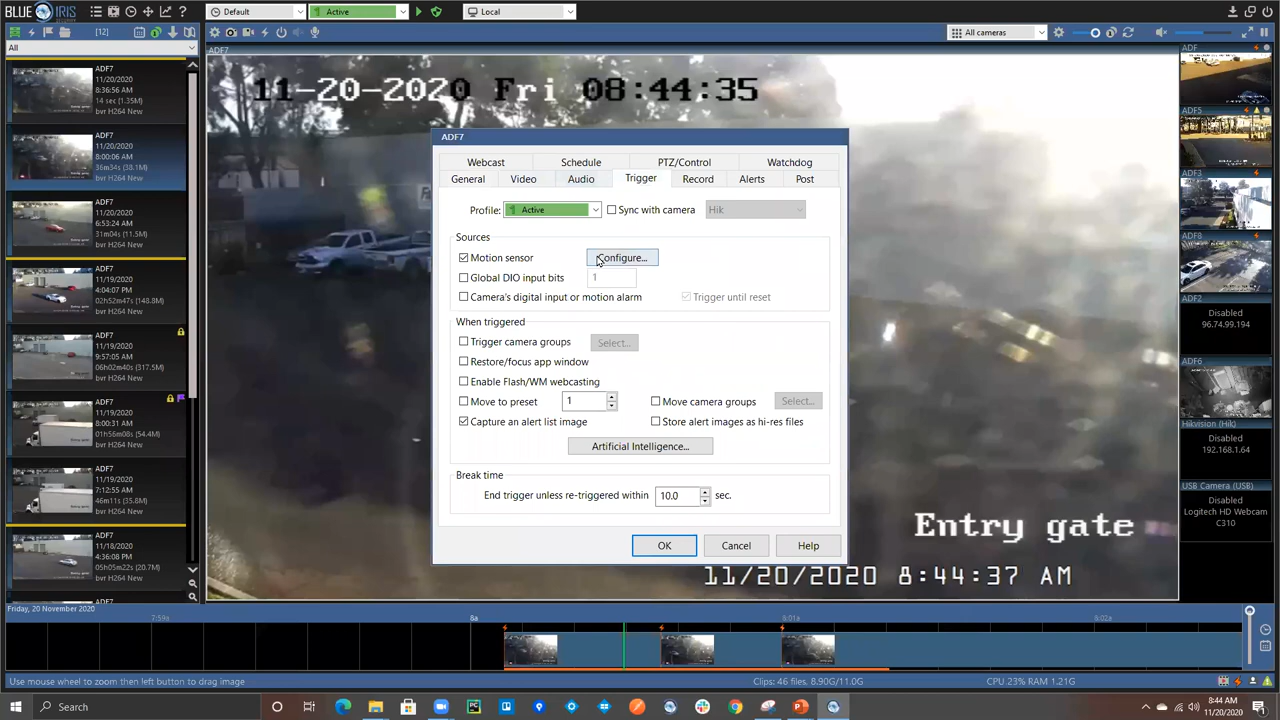 BLUE IRIS
SECURITY
Default
Active
Local
[12]
All cameras
All
ADF7
11/20/2020
8:36:56 AM
14 sec (1.35M)
bvr H264 New
ADF7
11/20/2020
8:00:06 AM
36m34s (38.1M)
bvr H264 New
ADF7
11/20/2020
6:53:24 AM
31m04s (11.5M)
bvr H264 New
ADF7
11/19/2020
4:04:07 PM
02h52m47s (148.8M)
bvr H264 New
ADF7
11/19/2020
9:57:05 AM
06h02m40s (317.5M)
bvr H264 New
ADF7
11/19/2020
8:00:31 AM
01h56m08s (54.4M)
bvr H264 New
ADF7
11/19/2020
7:12:55 AM
46m11s (35.8M)
bvr H264 New
ADF7
11/18/2020
4:36:08 PM
05h05m22s (20.7M)
bvr H264 New
ADF7
11-20-2020 Fri 08:44:35
Entry gate
11/20/2020 8:44:37 AM
ADF7
Webcast
Schedule
PTZ/Control
Watchdog
General
Video
Audio
Trigger
Record
Alerts
Post
Profile:
Active
Sync with camera
Hik
Sources
Motion sensor
Configure...
Global DIO input bits
1
Camera's digital input or motion alarm
Trigger until reset
When triggered
Trigger camera groups
Select...
Restore/focus app window
Enable Flash/WM webcasting
Move to preset
1
Move camera groups
Select...
Capture an alert list image
Store alert images as hi-res files
Artificial Intelligence...
Break time
End trigger unless re-triggered within
10.0
sec.
OK
Cancel
Help
ADF
ADF5
ADF3
ADF8
ADF2
Disabled
96.74.99.194
ADF6
Hikvision (Hik)
Disabled
192.168.1.64
USB Camera (USB)
Disabled
Logitech HD Webcam
C310
Friday, 20 November 2020
7:59a
8a
8:01a
8:02a
Use mouse wheel to zoom then left button to drag image
Clips: 46 files, 8.90G/11.0G
CPU 23% RAM 1.21G
Search
8:44 AM
11/20/2020